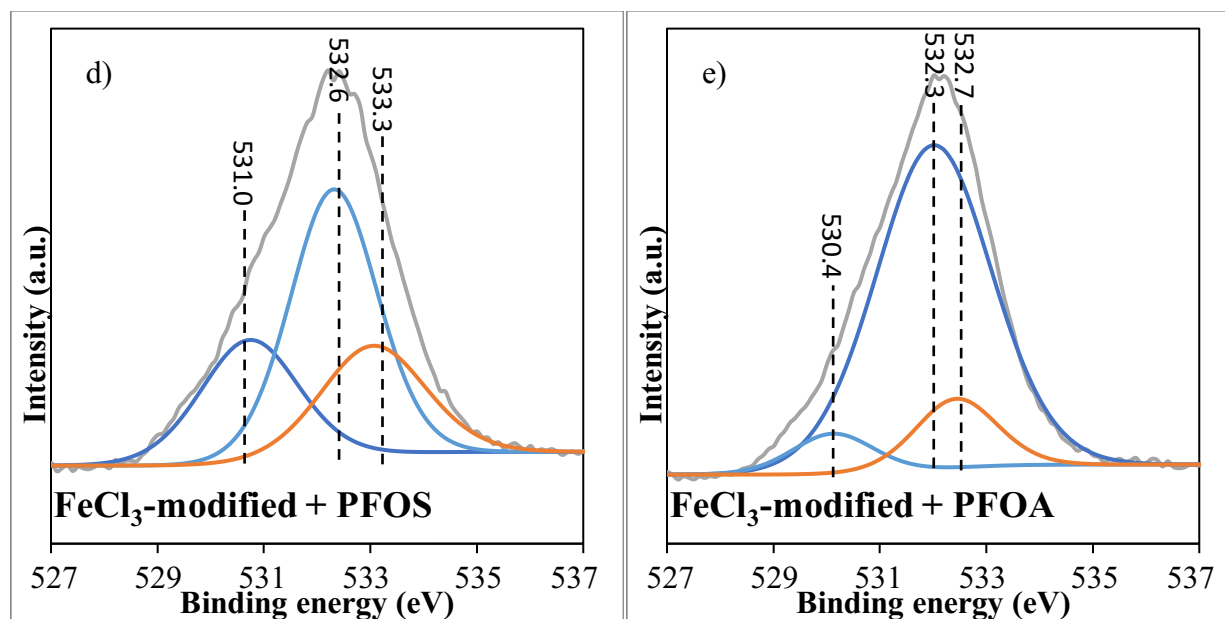 d)
532.6
533.3
531.0
Intensity (a.u.)
FeCl₃-modified + PFOS
527 529 531 533 535 537
Binding energy (eV)
e)
532.3
532.7
530.4
Intensity (a.u.)
FeCl₃-modified + PFOA
527 529 531 533 535 537
Binding energy (eV)